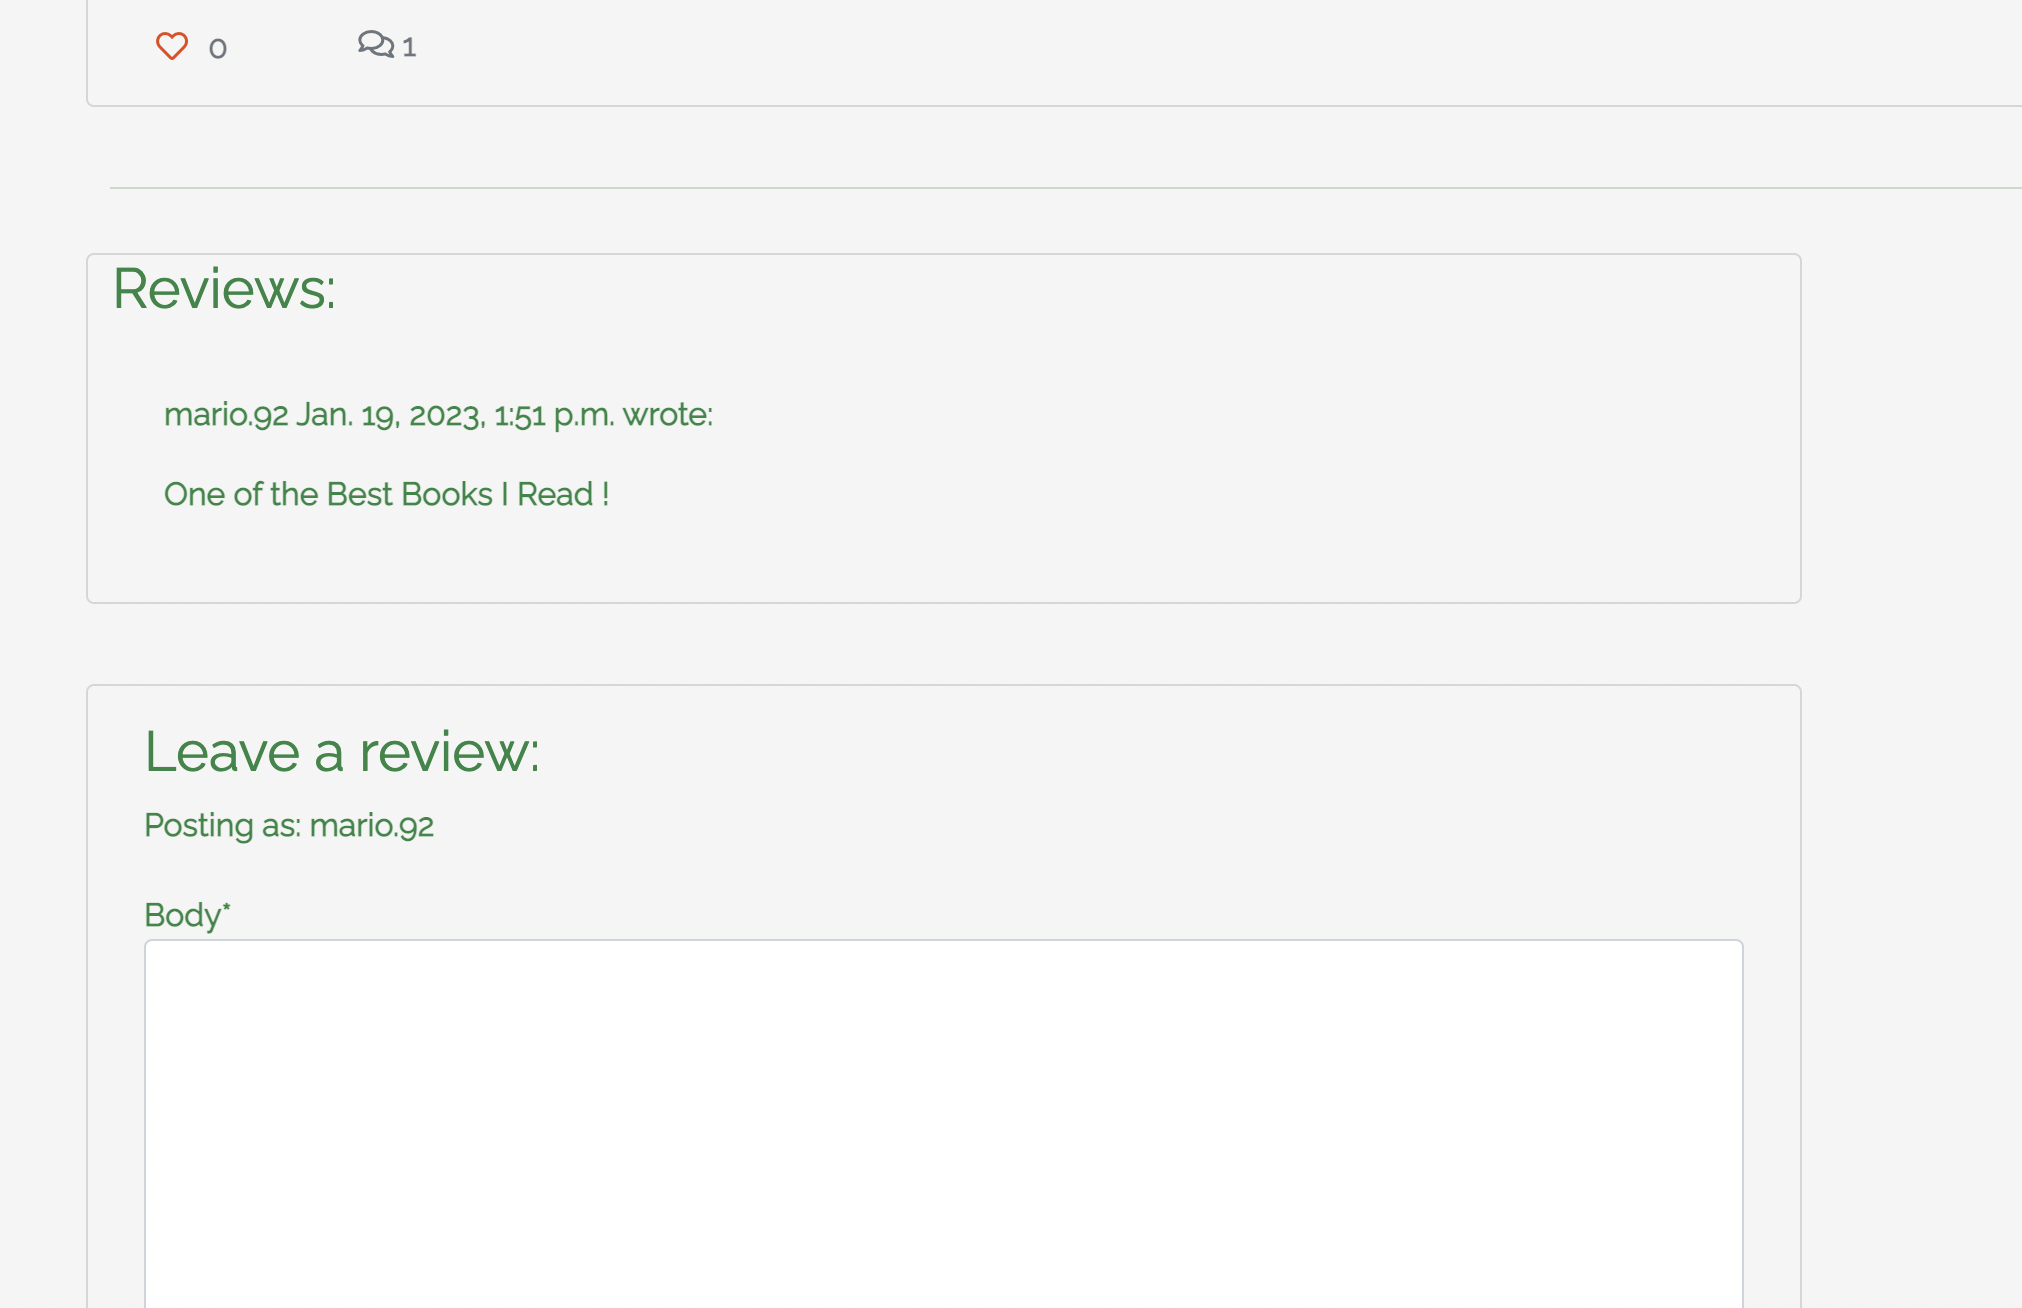 0 1
Reviews:
mario.92 Jan. 19, 2023, 1:51 p.m. wrote:
One of the Best Books I Read !
Leave a review:
Posting as: mario.92
Body*